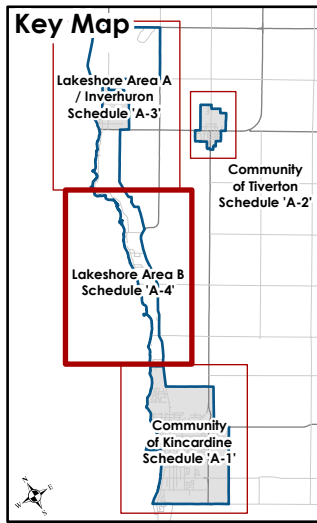 Key Map
Lakeshore Area A
/ Inverhuron
Schedule 'A-3'
Community
of Tiverton
Schedule 'A-2'
Lakeshore Area B
Schedule 'A-4'
Community
of Kincardine
Schedule 'A-1'
N
E
W
S